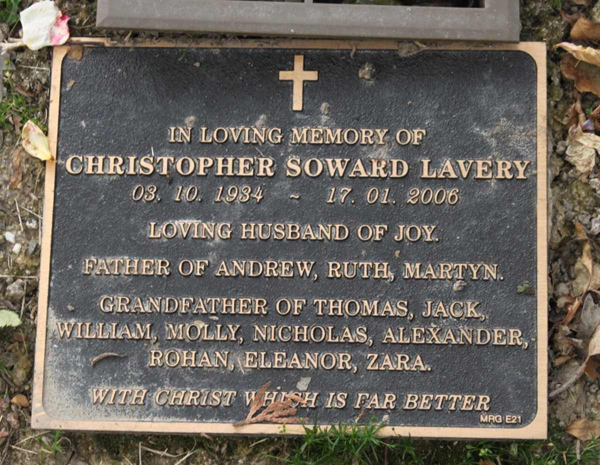 IN LOVING MEMORY OF
CHRISTOPHER SOWARD LAVERY
03. 10. 1934 ~ 17. 01. 2006
LOVING HUSBAND OF JOY.
FATHER OF ANDREW, RUTH, MARTYN.
GRANDFATHER OF THOMAS, JACK,
WILLIAM, MOLLY, NICHOLAS, ALEXANDER,
ROHAN, ELEANOR, ZARA.
WITH CHRIST WHICH IS FAR BETTER
MRG E21